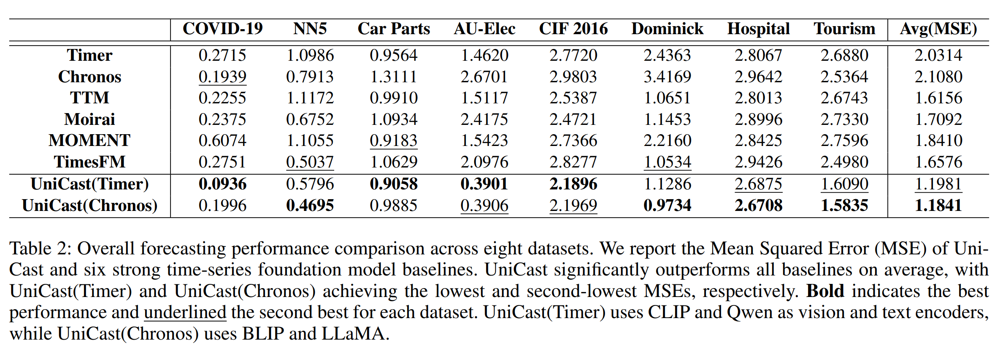 COVID-19 NN5 Car Parts AU-Elec CIF 2016 Dominick Hospital Tourism Avg(MSE)
Timer 0.2715 1.0986 0.9564 1.4620 2.7720 2.4363 2.8067 2.6880 2.0314
Chronos 0.1939 0.7913 1.3111 2.6701 2.9803 3.4169 2.9642 2.5364 2.1080
TTM 0.2255 1.1172 0.9910 1.5117 2.5387 1.0651 2.8013 2.6743 1.6156
Moirai 0.2375 0.6752 1.0934 2.4175 2.4721 1.1453 2.8996 2.7330 1.7092
MOMENT 0.6074 1.1055 0.9183 1.5423 2.7366 2.2160 2.8425 2.7596 1.8410
TimesFM 0.2751 0.5037 1.0629 2.0976 2.8277 1.0534 2.9426 2.4980 1.6576
UniCast(Timer) 0.0936 0.5796 0.9058 0.3901 2.1896 1.1286 2.6875 1.6090 1.1981
UniCast(Chronos) 0.1996 0.4695 0.9885 0.3906 2.1969 0.9734 2.6708 1.5835 1.1841
Table 2: Overall forecasting performance comparison across eight datasets. We report the Mean Squared Error (MSE) of Uni-
Cast and six strong time-series foundation model baselines. UniCast significantly outperforms all baselines on average, with
UniCast(Timer) and UniCast(Chronos) achieving the lowest and second-lowest MSEs, respectively. Bold indicates the best
performance and underlined the second best for each dataset. UniCast(Timer) uses CLIP and Qwen as vision and text encoders,
while UniCast(Chronos) uses BLIP and LLaMA.